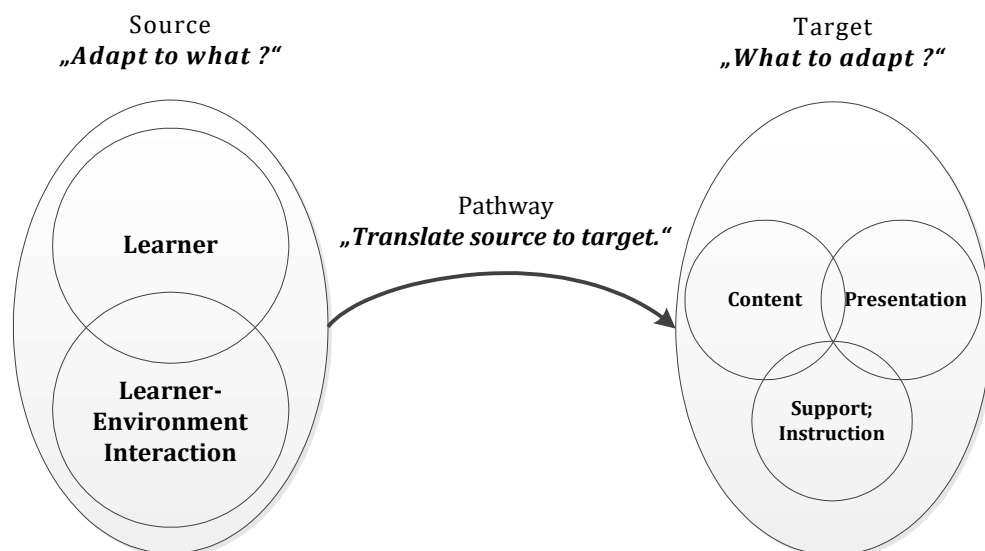 Source
„Adapt to what ?“
Target
„What to adapt ?“
Pathway
„Translate source to target.“
Learner
Learner-
Environment
Interaction
Content
Presentation
Support;
Instruction